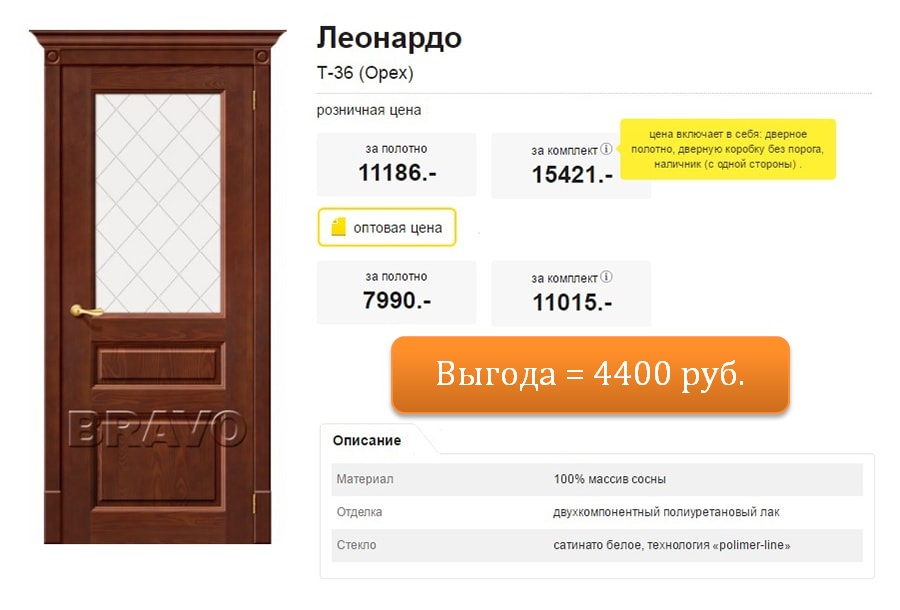 Леонардо
Т-36 (Орех)
розничная цена
за полотно
11186.-
за комплект
15421.-
цена включает в себя: дверное
полотно, дверную коробку без порога,
наличник (с одной стороны) .
оптовая цена
за полотно
7990.-
за комплект
11015.-
Выгода = 4400 руб.
BRAVO
Описание
Материал 100% массив сосны
Отделка двухкомпонентный полиуретановый лак
Стекло сатинато белое, технология «polimer-line»